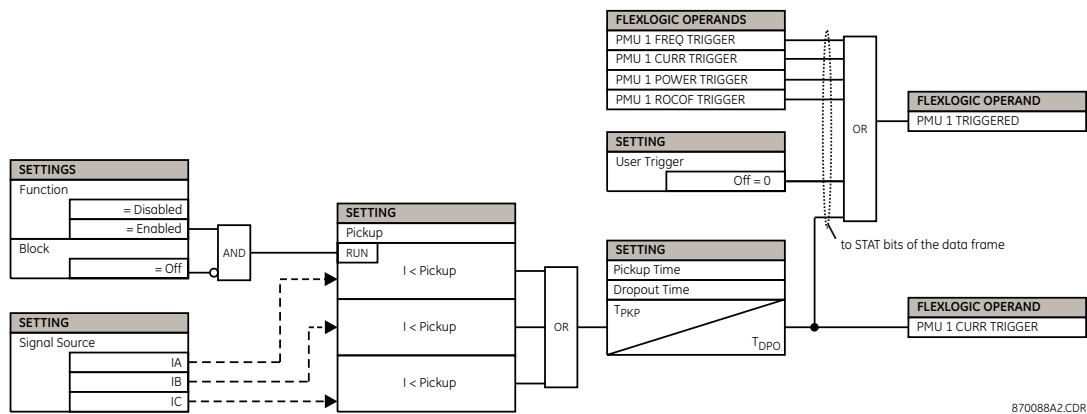 FLEXLOGIC OPERANDS
PMU 1 FREQ TRIGGER
PMU 1 CURR TRIGGER
PMU 1 POWER TRIGGER
PMU 1 ROCOF TRIGGER
OR
FLEXLOGIC OPERAND
PMU 1 TRIGGERED
SETTING
User Trigger
Off = 0
to STAT bits of the data frame
SETTINGS
Function
= Disabled
= Enabled
Block
= Off
AND
SETTING
Pickup
RUN
I < Pickup
I < Pickup
I < Pickup
OR
SETTING
Pickup Time
Dropout Time
TPKP
TDPO
FLEXLOGIC OPERAND
PMU 1 CURR TRIGGER
SETTING
Signal Source
IA
IB
IC
870088A2.CDR